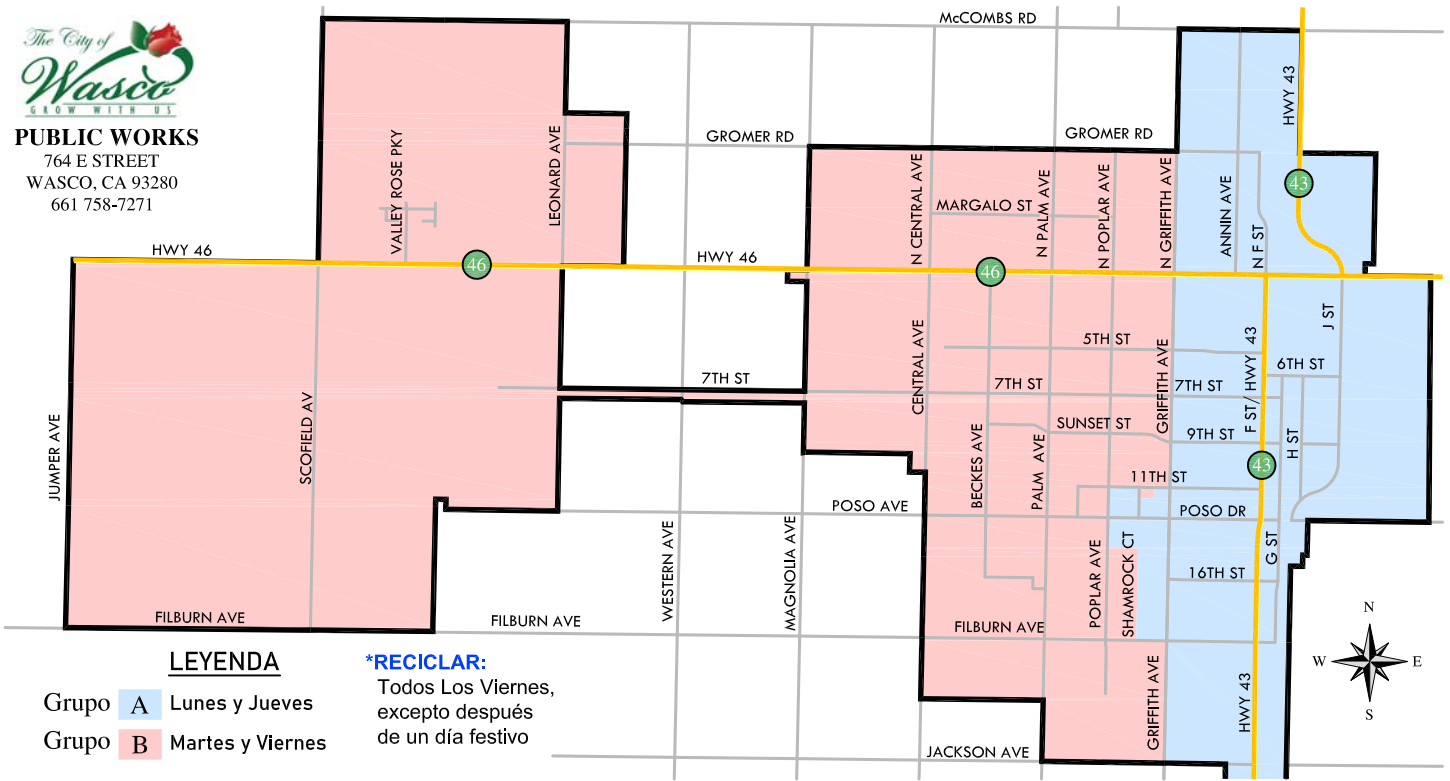 The City of
Wasco
GROW WITH US
PUBLIC WORKS
764 E STREET
WASCO, CA 93280
661 758-7271
McCOMBS RD
HWY 43
GROMER RD
GROMER RD
VALLEY ROSE PKY
LEONARD AVE
N CENTRAL AVE
MARGALO ST
N PALM AVE
N POPLAR AVE
N GRIFFITH AVE
ANNIN AVE
N F ST
43
HWY 46
46
HWY 46
46
J ST
5TH ST
CENTRAL AVE
GRIFFITH AVE
F ST/ HWY 43
6TH ST
7TH ST
7TH ST
7TH ST
JUMPER AVE
SCOFIELD AV
SUNSET ST
9TH ST
H ST
BECKES AVE
PALM AVE
43
11TH ST
POSO AVE
POSO DR
WESTERN AVE
MAGNOLIA AVE
POPLAR AVE
SHAMROCK CT
G ST
16TH ST
FILBURN AVE
FILBURN AVE
FILBURN AVE
GRIFFITH AVE
HWY 43
JACKSON AVE
N
W
E
S
LEYENDA
Grupo A Lunes y Jueves
Grupo B Martes y Viernes
*RECICLAR:
Todos Los Viernes,
excepto después
de un día festivo